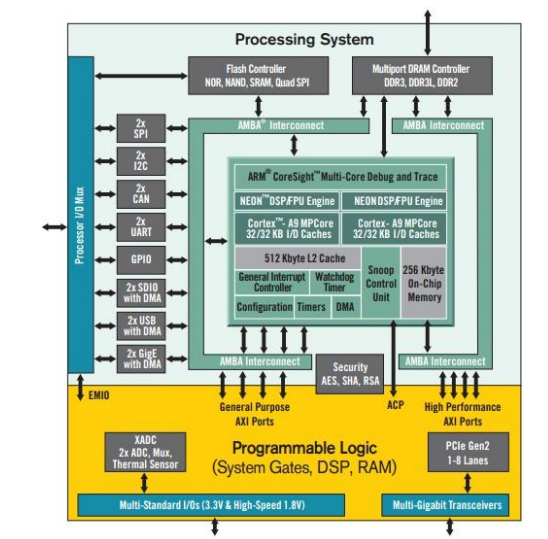 Processing System
Flash Controller
NOR, NAND, SRAM, Quad SPI
Multiport DRAM Controller
DDR3, DDR3L, DDR2
Processor I/O Mux
2x
SPI
2x
I2C
2x
CAN
2x
UART
GPIO
2x SDIO
with DMA
2x USB
with DMA
2x GigE
with DMA
AMBA® Interconnect
AMBA Interconnect
ARM® CoreSight™ Multi-Core Debug and Trace
NEON™ DSP/FPU Engine
NEON DSP/FPU Engine
Cortex™- A9 MPCore
32/32 KB I/D Caches
Cortex- A9 MPCore
32/32 KB I/D Caches
512 Kbyte L2 Cache
General Interrupt
Controller
Watchdog
Timer
Configuration
Timers
DMA
Snoop
Control
Unit
256 Kbyte
On-Chip
Memory
AMBA Interconnect
Security
AES, SHA, RSA
AMBA Interconnect
EMIO
General Purpose
AXI Ports
ACP
High Performance
AXI Ports
XADC
2x ADC, Mux,
Thermal Sensor
Programmable Logic
(System Gates, DSP, RAM)
PCIe Gen2
1-8 Lanes
Multi-Standard I/Os (3.3V & High-Speed 1.8V)
Multi-Gigabit Transceivers